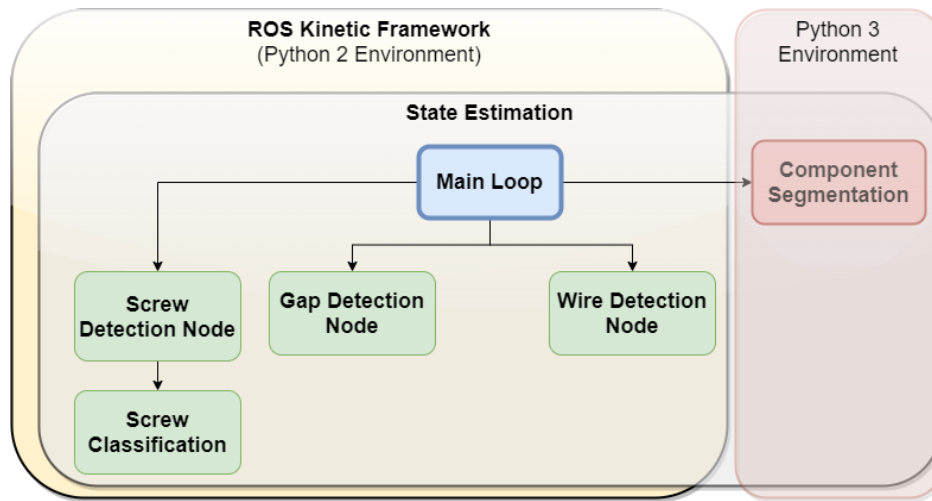 ROS Kinetic Framework
(Python 2 Environment)
Python 3
Environment
State Estimation
Main Loop
Component
Segmentation
Screw
Detection Node
Gap Detection
Node
Wire Detection
Node
Screw
Classification